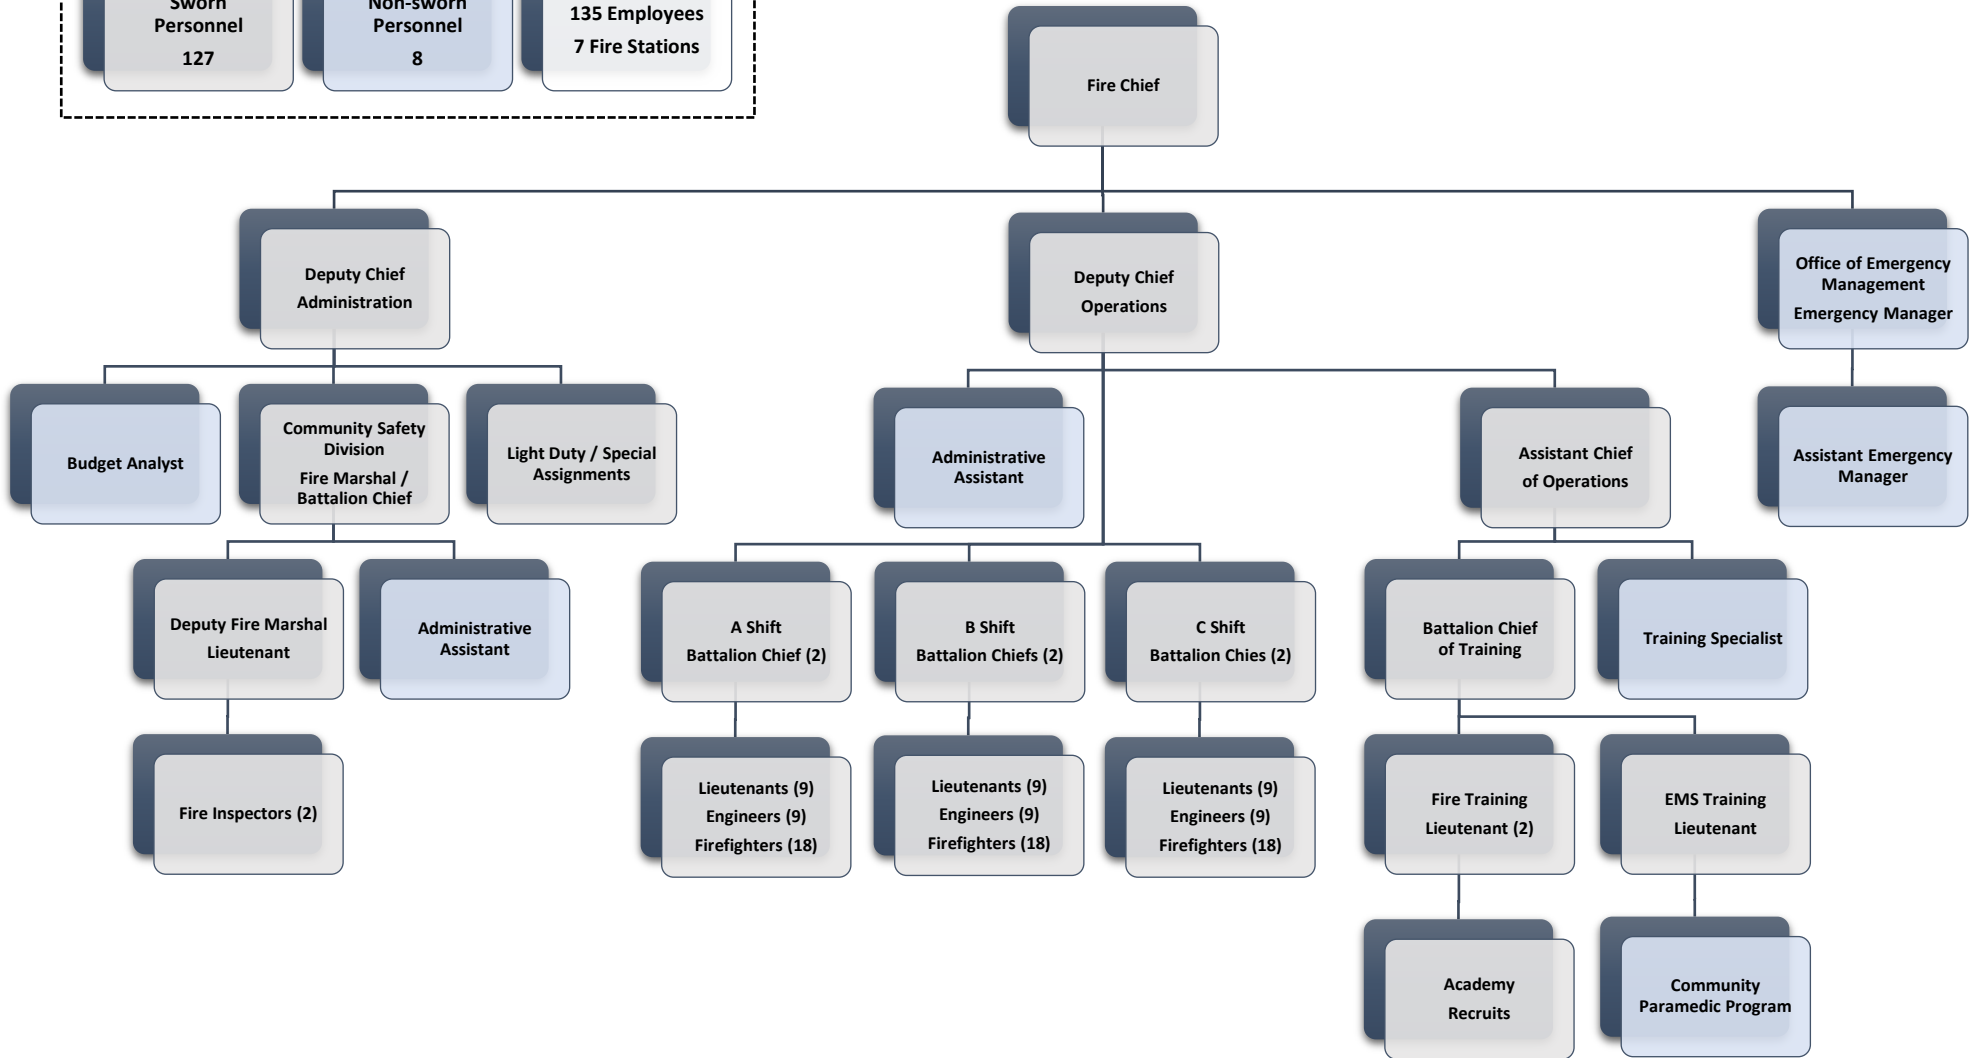 Sworn
Personnel
127
Non-sworn
Personnel
8
135 Employees
7 Fire Stations
Fire Chief
Deputy Chief
Administration
Deputy Chief
Operations
Office of Emergency
Management
Emergency Manager
Budget Analyst
Community Safety
Division
Fire Marshal /
Battalion Chief
Light Duty / Special
Assignments
Administrative
Assistant
Assistant Chief
of Operations
Assistant Emergency
Manager
Deputy Fire Marshal
Lieutenant
Administrative
Assistant
A Shift
Battalion Chief (2)
B Shift
Battalion Chiefs (2)
C Shift
Battalion Chies (2)
Battalion Chief
of Training
Training Specialist
Fire Inspectors (2)
Lieutenants (9)
Engineers (9)
Firefighters (18)
Lieutenants (9)
Engineers (9)
Firefighters (18)
Lieutenants (9)
Engineers (9)
Firefighters (18)
Fire Training
Lieutenant (2)
EMS Training
Lieutenant
Academy
Recruits
Community
Paramedic Program